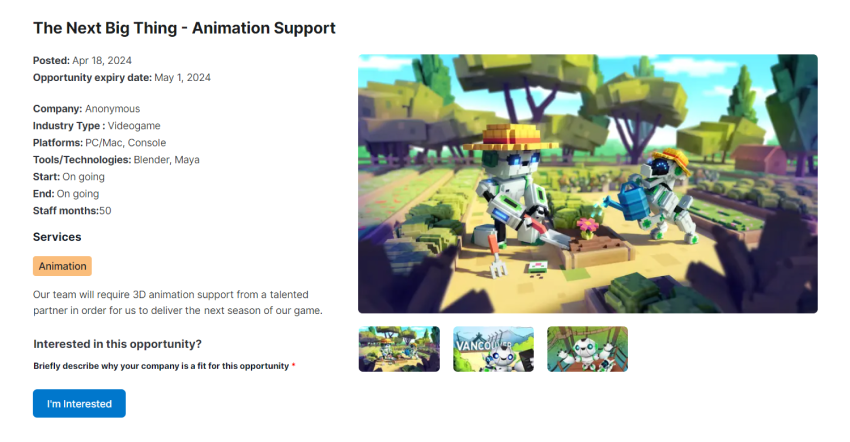 The Next Big Thing - Animation Support
Posted: Apr 18, 2024
Opportunity expiry date: May 1, 2024
Company: Anonymous
Industry Type : Videogame
Platforms: PC/Mac, Console
Tools/Technologies: Blender, Maya
Start: On going
End: On going
Staff months:50
Services
Animation
Our team will require 3D animation support from a talented
partner in order for us to deliver the next season of our game.
Interested in this opportunity?
Briefly describe why your company is a fit for this opportunity *
I'm Interested
VANCOUVER